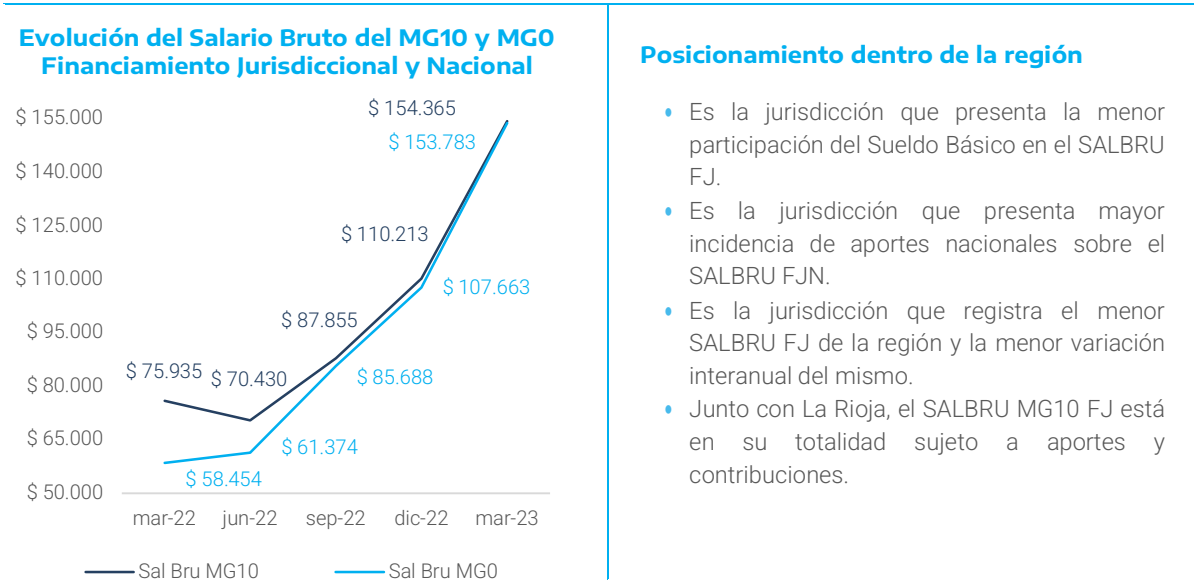 Evolución del Salario Bruto del MG10 y MG0
Financiamiento Jurisdiccional y Nacional
$ 155.000
$ 140.000
$ 125.000
$ 110.000
$ 95.000
$ 80.000
$ 65.000
$ 50.000
$ 154.365
$ 153.783
$ 110.213
$ 107.663
$ 87.855
$ 85.688
$ 75.935
$ 70.430
$ 61.374
$ 58.454
mar-22
jun-22
sep-22
dic-22
mar-23
Sal Bru MG10
Sal Bru MG0
Posicionamiento dentro de la región
• Es la jurisdicción que presenta la menor
participación del Sueldo Básico en el SALBRU
FJ.
• Es la jurisdicción que presenta mayor
incidencia de aportes nacionales sobre el
SALBRU FJN.
• Es la jurisdicción que registra el menor
SALBRU FJ de la región y la menor variación
interanual del mismo.
• Junto con La Rioja, el SALBRU MG10 FJ está
en su totalidad sujeto a aportes y
contribuciones.